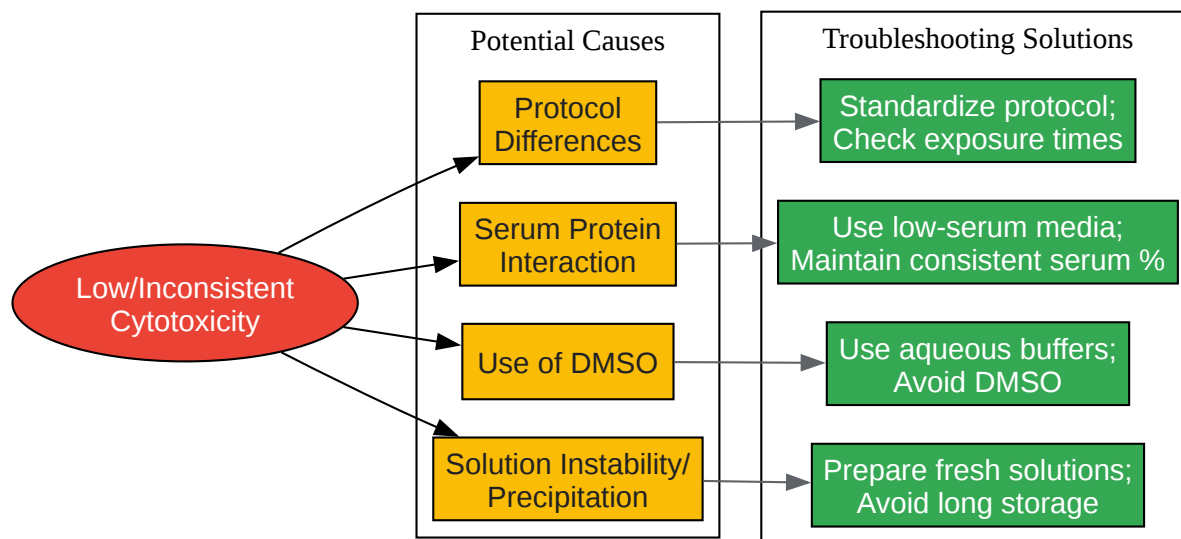 Potential Causes
Troubleshooting Solutions
Low/Inconsistent
Cytotoxicity
Protocol
Differences
Standardize protocol;
Check exposure times
Serum Protein
Interaction
Use low-serum media;
Maintain consistent serum %
Use of DMSO
Use aqueous buffers;
Avoid DMSO
Solution Instability/
Precipitation
Prepare fresh solutions;
Avoid long storage